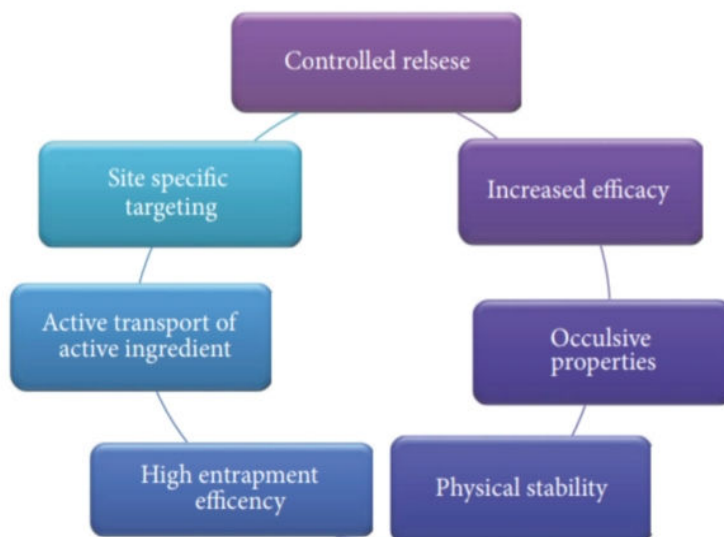 Controlled relsese
Site specific
targeting
Increased efficacy
Active transport of
active ingredient
Occulsive
properties
High entrapment
efficency
Physical stability